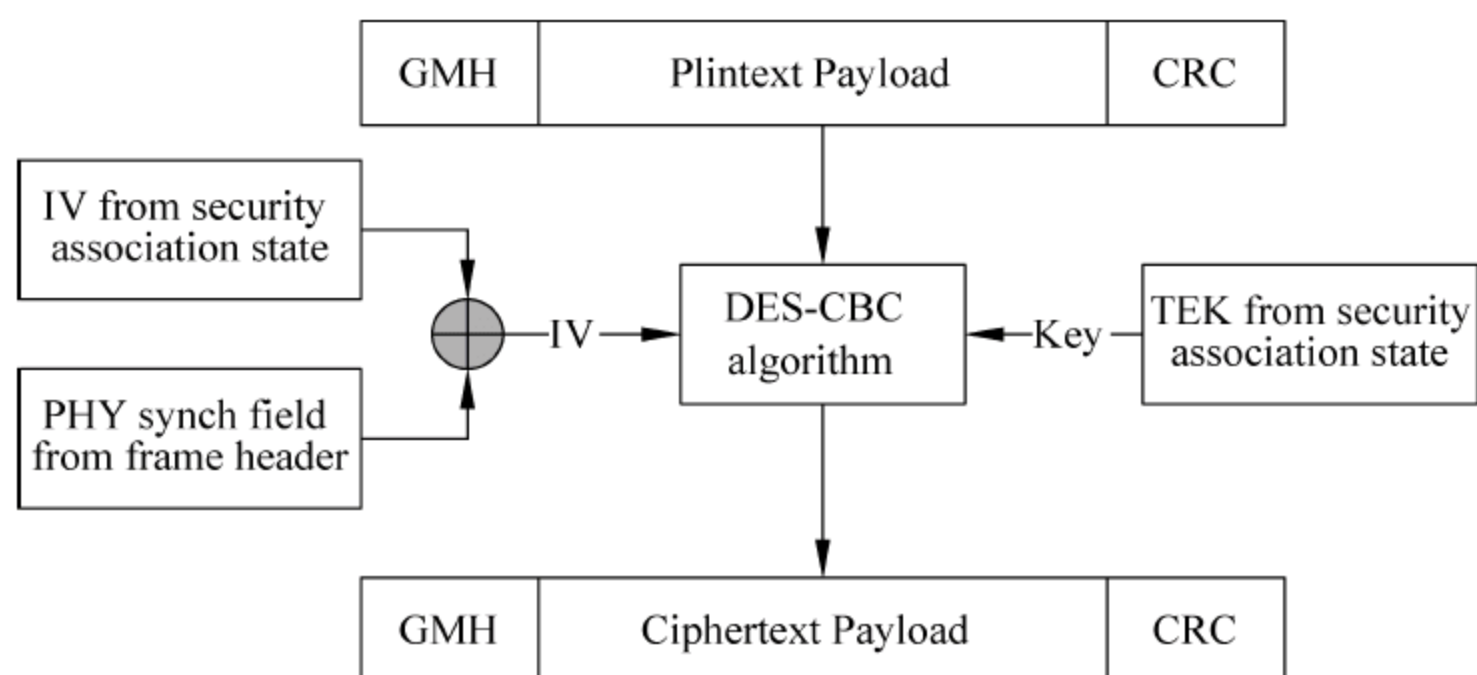 GMH Plintext Payload CRC
IV from security
association state
DES-CBC
algorithm
IV
Key
TEK from security
association state
PHY synch field
from frame header
GMH Ciphertext Payload CRC